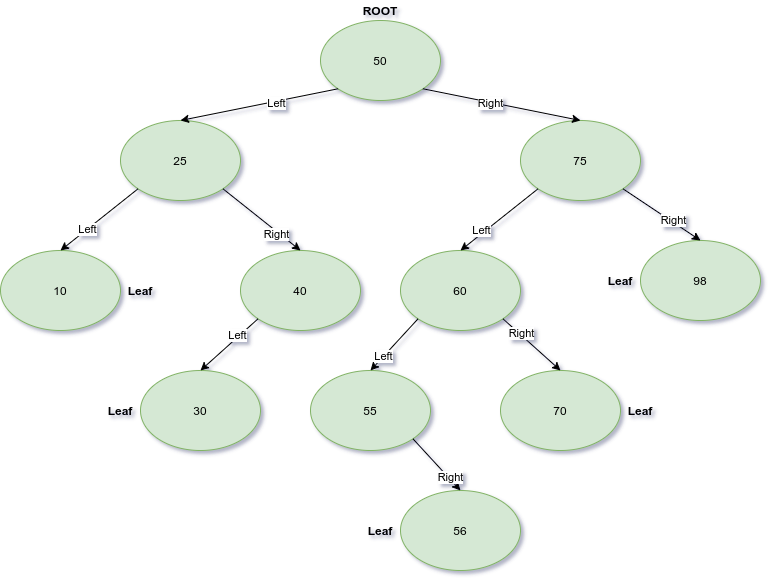 ROOT
50
Left Right
25 75
Left Right Left Right
10 Leaf 40 60 Leaf 98
Left Left Right
Leaf 30 55 70 Leaf
Right
Leaf 56